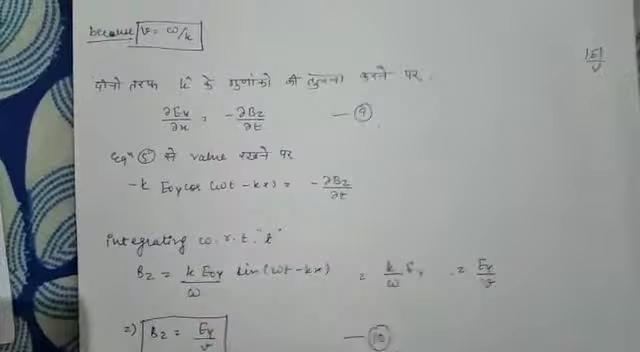 because v = ω/k
|E|/v
दोनो तरफ k̂ के गुणांको की तुलना करने पर.
∂Ey/∂x = -∂Bz/∂t — (9)
Eqⁿ (5) से value रखने पर
-k Eoy cos (ωt - kx) = -∂Bz/∂t
integrating w.r.t. "t"
Bz = k Eoy/ω sin (ωt - kx) = k/ω Ey = Ey/v
=) Bz = Ey/v — (10)